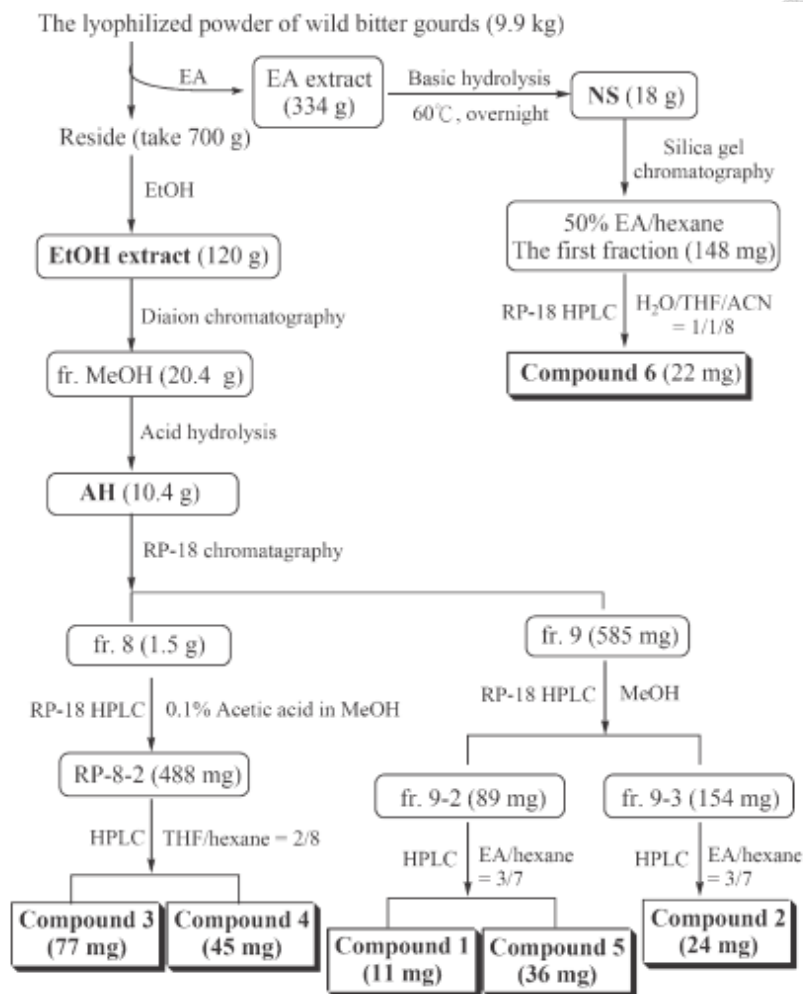 The lyophilized powder of wild bitter gourds (9.9 kg)
EA
EA extract
(334 g)
Basic hydrolysis
60℃, overnight
NS (18 g)
Reside (take 700 g)
Silica gel
chromatography
EtOH
50% EA/hexane
The first fraction (148 mg)
EtOH extract (120 g)
RP-18 HPLC
H₂O/THF/ACN
= 1/1/8
Diaion chromatography
Compound 6 (22 mg)
fr. MeOH (20.4 g)
Acid hydrolysis
AH (10.4 g)
RP-18 chromatagraphy
fr. 8 (1.5 g)
fr. 9 (585 mg)
RP-18 HPLC
0.1% Acetic acid in MeOH
RP-18 HPLC
MeOH
RP-8-2 (488 mg)
fr. 9-2 (89 mg)
fr. 9-3 (154 mg)
HPLC
THF/hexane = 2/8
HPLC
EA/hexane
= 3/7
HPLC
EA/hexane
= 3/7
Compound 3
(77 mg)
Compound 4
(45 mg)
Compound 1
(11 mg)
Compound 5
(36 mg)
Compound 2
(24 mg)